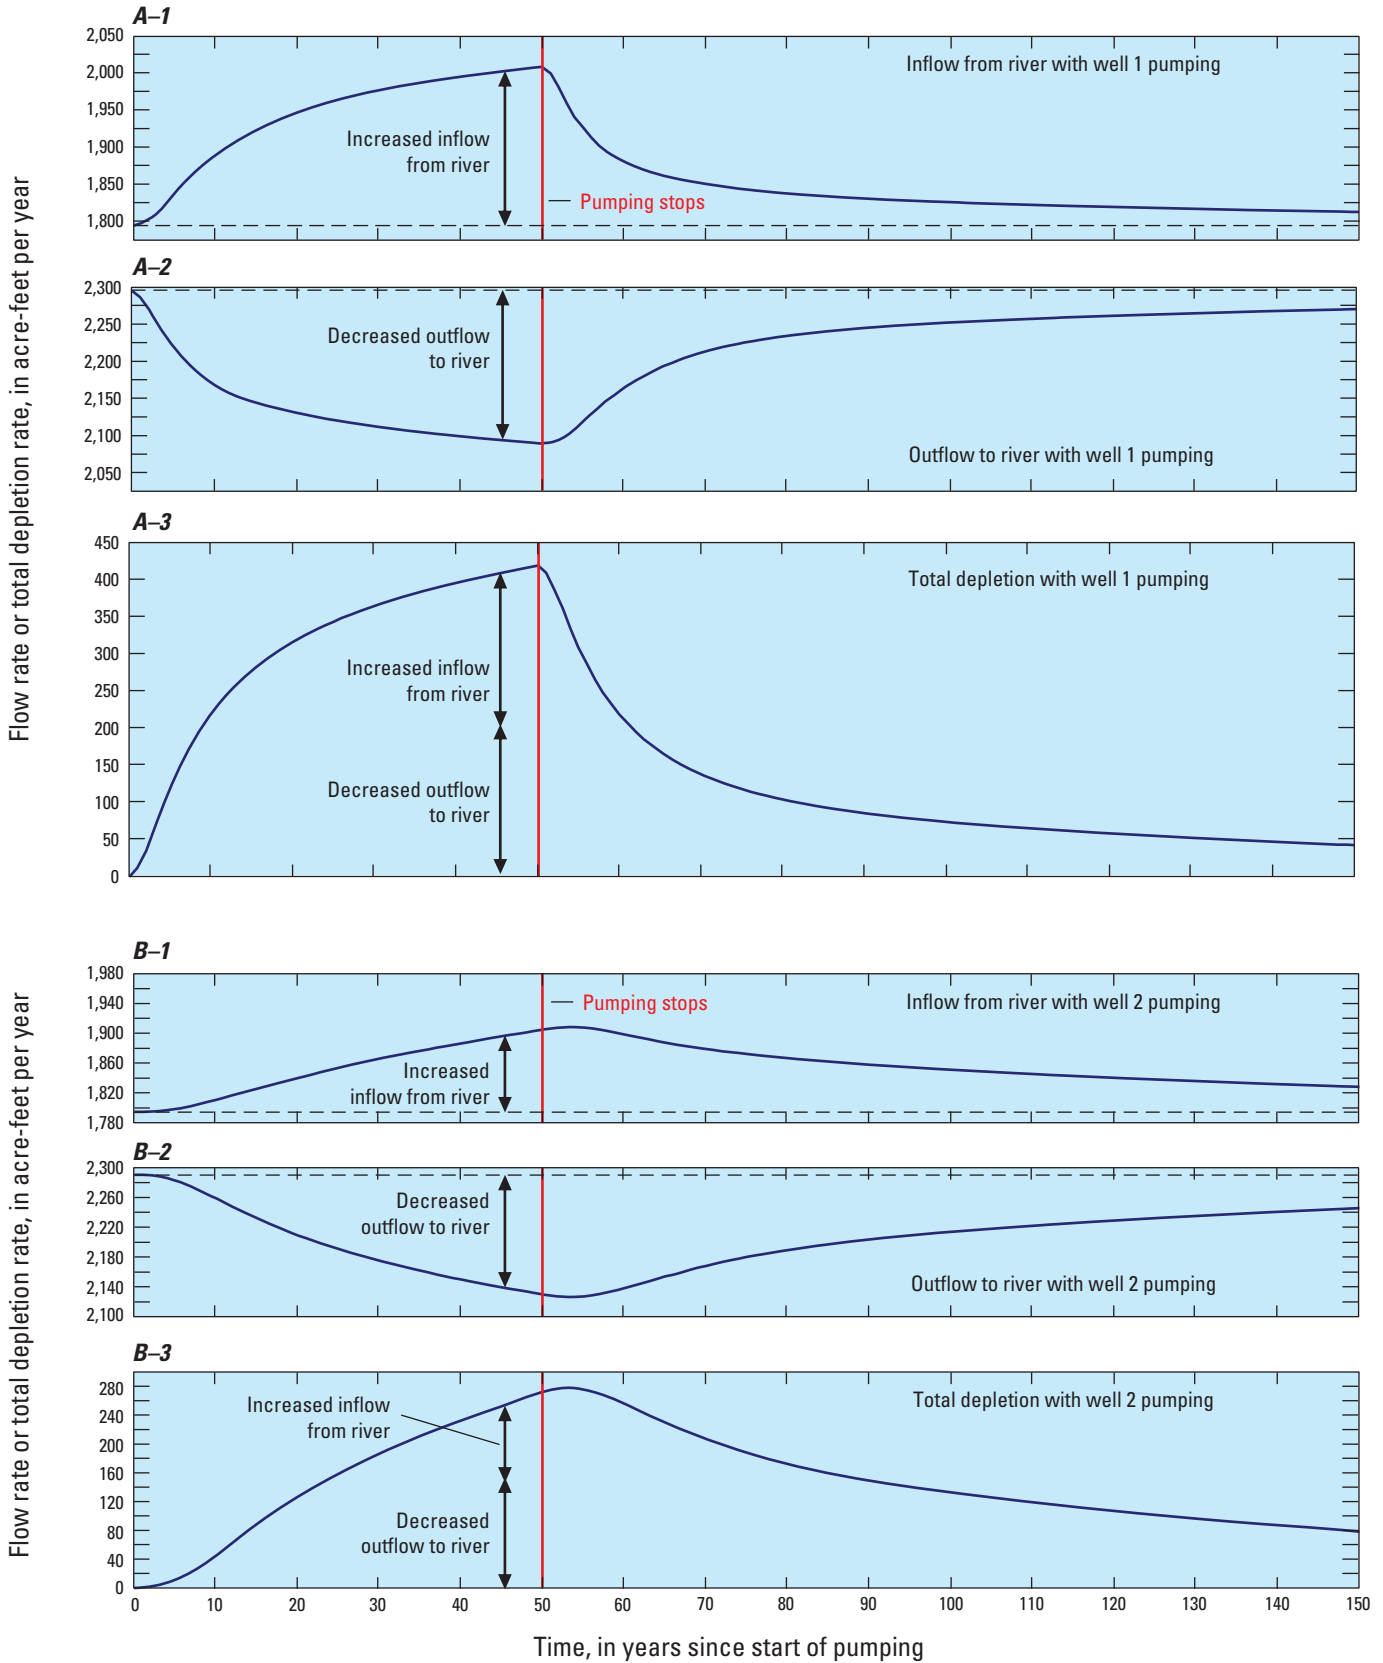 A–1
2,050
2,000
1,950
1,900
1,850
1,800
Inflow from river with well 1 pumping
Increased inflow
from river
Pumping stops
A–2
2,300
2,250
2,200
2,150
2,100
2,050
Decreased outflow
to river
Outflow to river with well 1 pumping
A–3
450
400
350
300
250
200
150
100
50
0
Total depletion with well 1 pumping
Increased inflow
from river
Decreased outflow
to river
Flow rate or total depletion rate, in acre-feet per year
B–1
1,980
1,940
1,900
1,860
1,820
1,780
Pumping stops
Inflow from river with well 2 pumping
Increased
inflow from river
B–2
2,300
2,260
2,220
2,180
2,140
2,100
Decreased
outflow to river
Outflow to river with well 2 pumping
B–3
280
240
200
160
120
80
40
0
Increased inflow
from river
Total depletion with well 2 pumping
Decreased
outflow to river
Flow rate or total depletion rate, in acre-feet per year
0 10 20 30 40 50 60 70 80 90 100 110 120 130 140 150
Time, in years since start of pumping